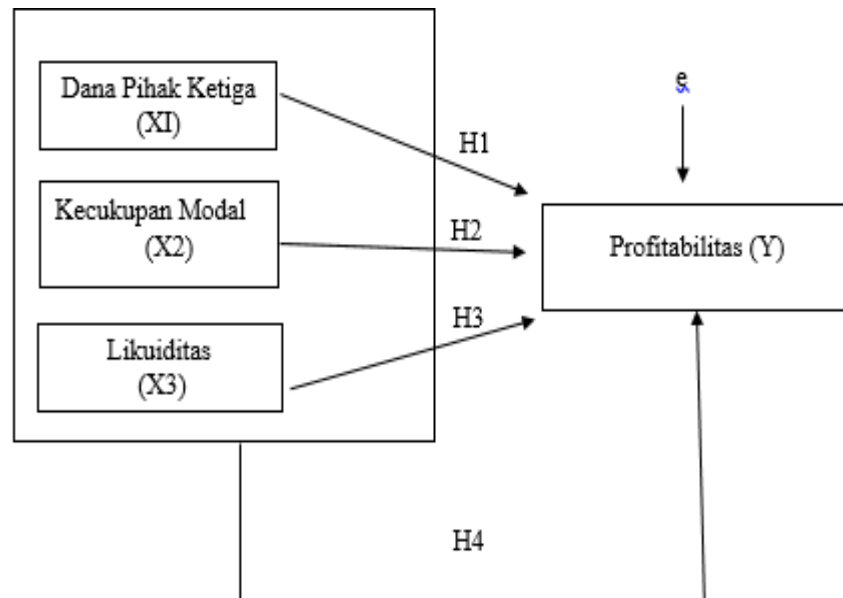 Dana Pihak Ketiga
(XI)
e
H1
Kecukupan Modal
(X2)
H2
Profitabilitas (Y)
H3
Likuiditas
(X3)
H4